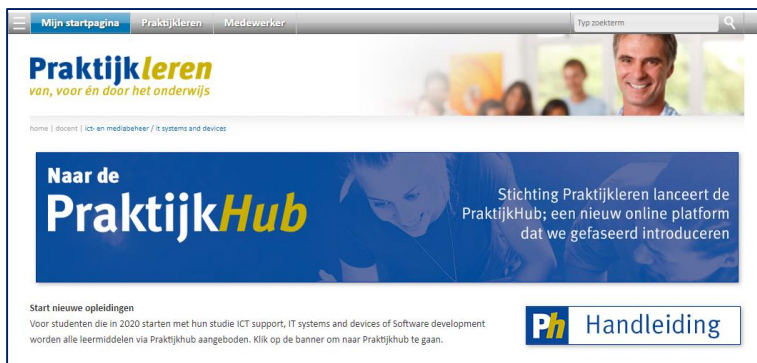 Mijn startpagina Praktijkleren Medewerker Typ zoekterm
Praktijkleren
van, voor én door het onderwijs
home | docent | ict- en mediabeheer / it systems and devices
Naar de
PraktijkHub
Stichting Praktijkleren lanceert de
PraktijkHub; een nieuw online platform
dat we gefaseerd introduceren
Start nieuwe opleidingen
Voor studenten die in 2020 starten met hun studie ICT support, IT systems and devices of Software development
worden alle leermiddelen via Praktijkhub aangeboden. Klik op de banner om naar Praktijkhub te gaan.
Ph Handleiding